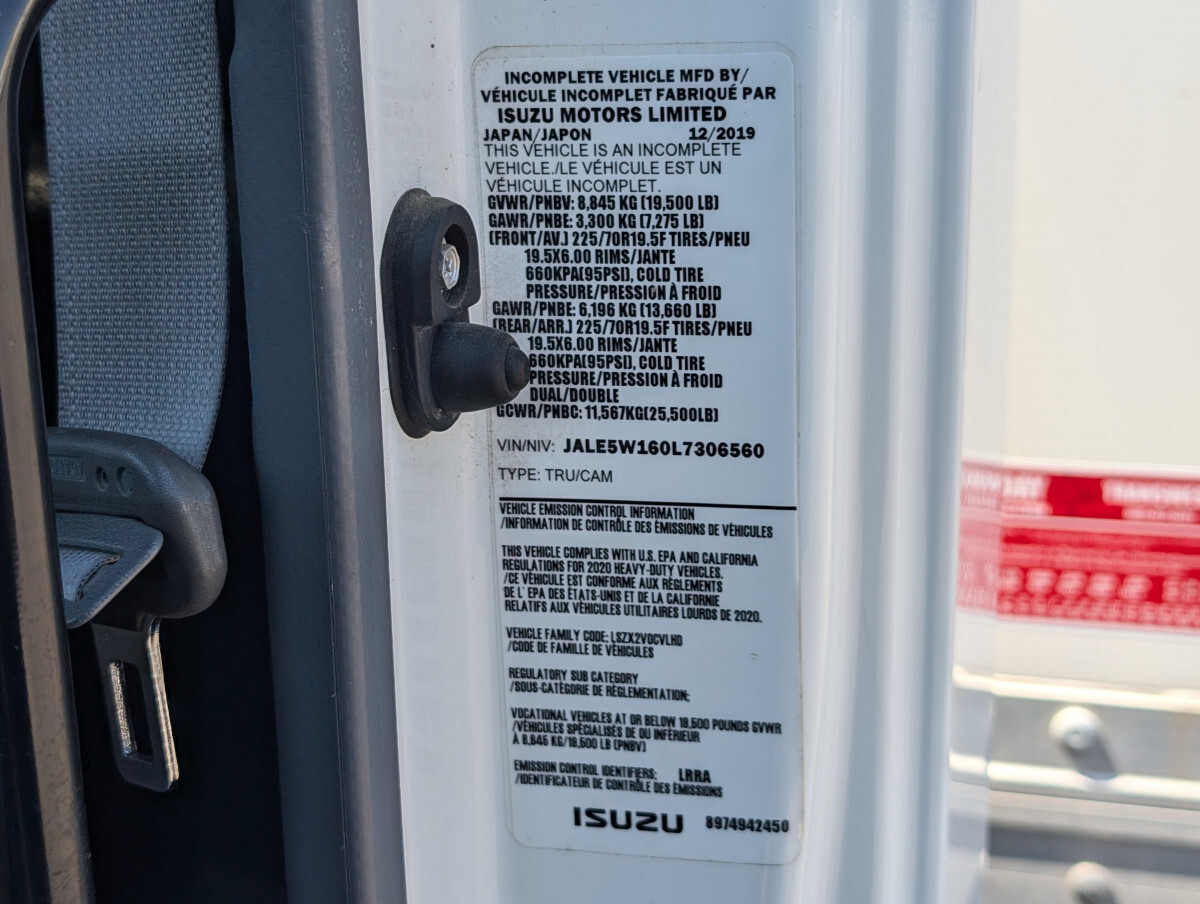 INCOMPLETE VEHICLE MFD BY/
VÉHICULE INCOMPLET FABRIQUÉ PAR
ISUZU MOTORS LIMITED
JAPAN/JAPON 12/2019
THIS VEHICLE IS AN INCOMPLETE
VEHICLE./LE VÉHICULE EST UN
VÉHICULE INCOMPLET.
GVWR/PNBV: 8,845 KG (19,500 LB)
GAWR/PNBE: 3,300 KG (7,275 LB)
(FRONT/AV.) 225/70R19.5F TIRES/PNEU
19.5X6.00 RIMS/JANTE
660KPA(95PSI), COLD TIRE
PRESSURE/PRESSION À FROID
GAWR/PNBE: 6,196 KG (13,660 LB)
(REAR/ARR.) 225/70R19.5F TIRES/PNEU
19.5X6.00 RIMS/JANTE
660KPA(95PSI), COLD TIRE
PRESSURE/PRESSION À FROID
DUAL/DOUBLE
GCWR/PNBC: 11,567KG(25,500LB)
VIN/NIV: JALE5W160L7306560
TYPE: TRU/CAM
VEHICLE EMISSION CONTROL INFORMATION
/INFORMATION DE CONTRÔLE DES ÉMISSIONS DE VÉHICULES
THIS VEHICLE COMPLIES WITH U.S. EPA AND CALIFORNIA
REGULATIONS FOR 2020 HEAVY-DUTY VEHICLES.
/CE VÉHICULE EST CONFORME AUX RÈGLEMENTS
DE L' EPA DES ÉTATS-UNIS ET DE LA CALIFORNIE
RELATIFS AUX VÉHICULES UTILITAIRES LOURDS DE 2020.
VEHICLE FAMILY CODE: LSZX2VOCVLHD
/CODE DE FAMILLE DE VÉHICULES
REGULATORY SUB CATEGORY
/SOUS-CATÉGORIE DE RÉGLEMENTATION:
VOCATIONAL VEHICLES AT OR BELOW 19,500 POUNDS GVWR
/VÉHICULES SPÉCIALISÉS DE OU INFÉRIEUR
À 8,845 KG/19,500 LB (PNBV)
EMISSION CONTROL IDENTIFIERS: LRRA
/IDENTIFICATEUR DE CONTRÔLE DES ÉMISSIONS
ISUZU 8974942450